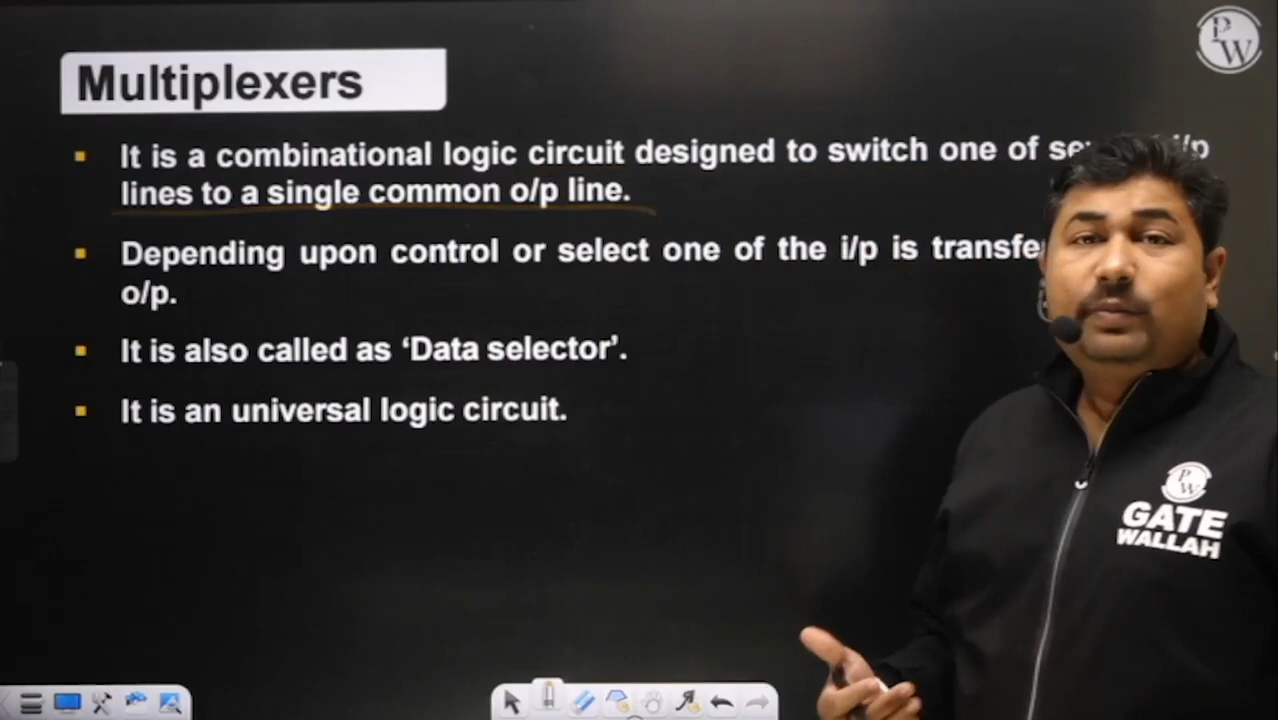 PW
Multiplexers
It is a combinational logic circuit designed to switch one of i/p
lines to a single common o/p line.
Depending upon control or select one of the i/p is
o/p.
It is also called as ‘Data selector’.
It is an universal logic circuit.
PW
GATE
WALLAH